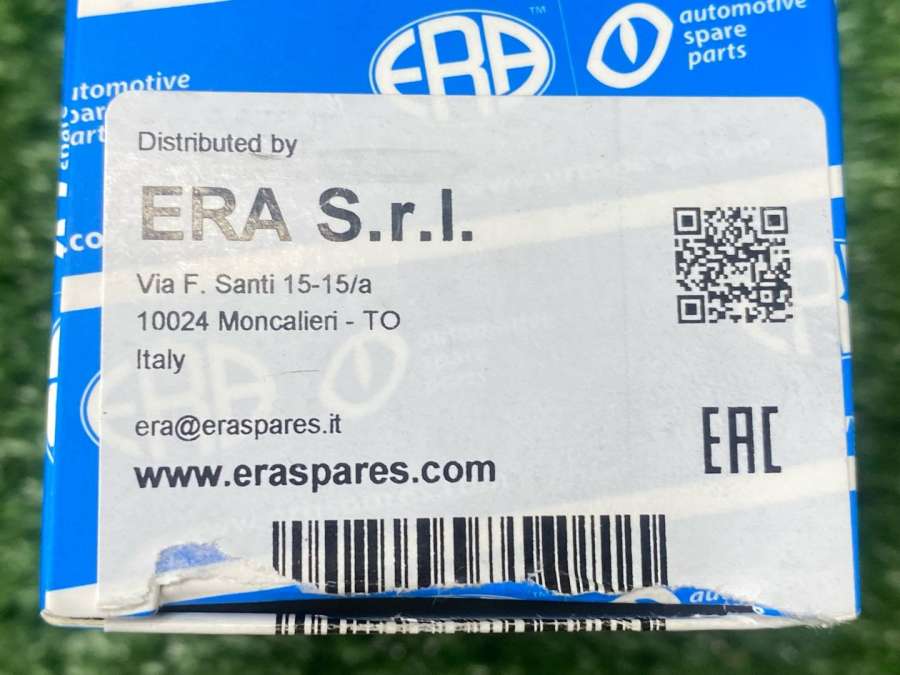 ERA™
automotive
spare
parts
Distributed by
ERA S.r.l.
Via F. Santi 15-15/a
10024 Moncalieri - TO
Italy
era@eraspares.it
www.eraspares.com
EAC